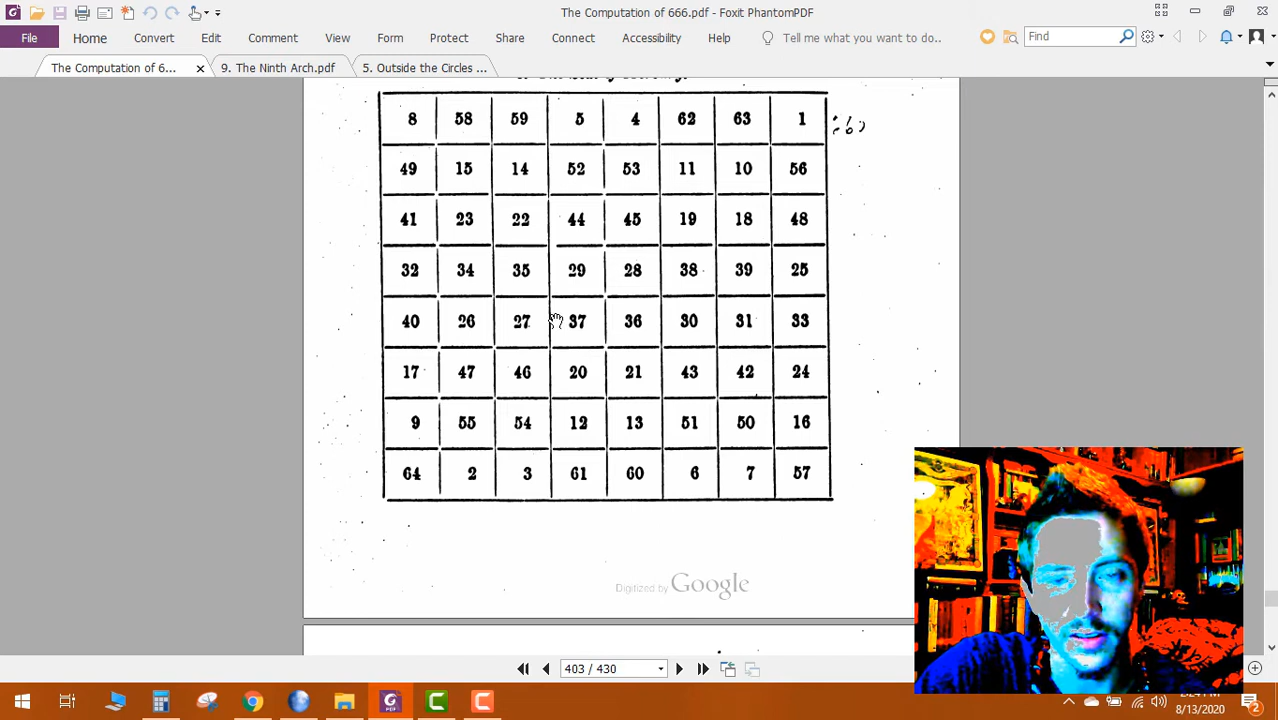 The Computation of 666.pdf - Foxit PhantomPDF
File Home Convert Edit Comment View Form Protect Share Connect Accessibility Help Tell me what you want to do.. Find
The Computation of 6... 9. The Ninth Arch.pdf 5. Outside the Circles ...
8 58 59 5 4 62 63 1
49 15 14 52 53 11 10 56
41 23 22 44 45 19 18 48
32 34 35 29 28 38 39 25
40 26 27 37 36 30 31 33
17 47 46 20 21 43 42 24
9 55 54 12 13 51 50 16
64 2 3 61 60 6 7 57
Digitized by Google
403 / 430
8/13/2020
2